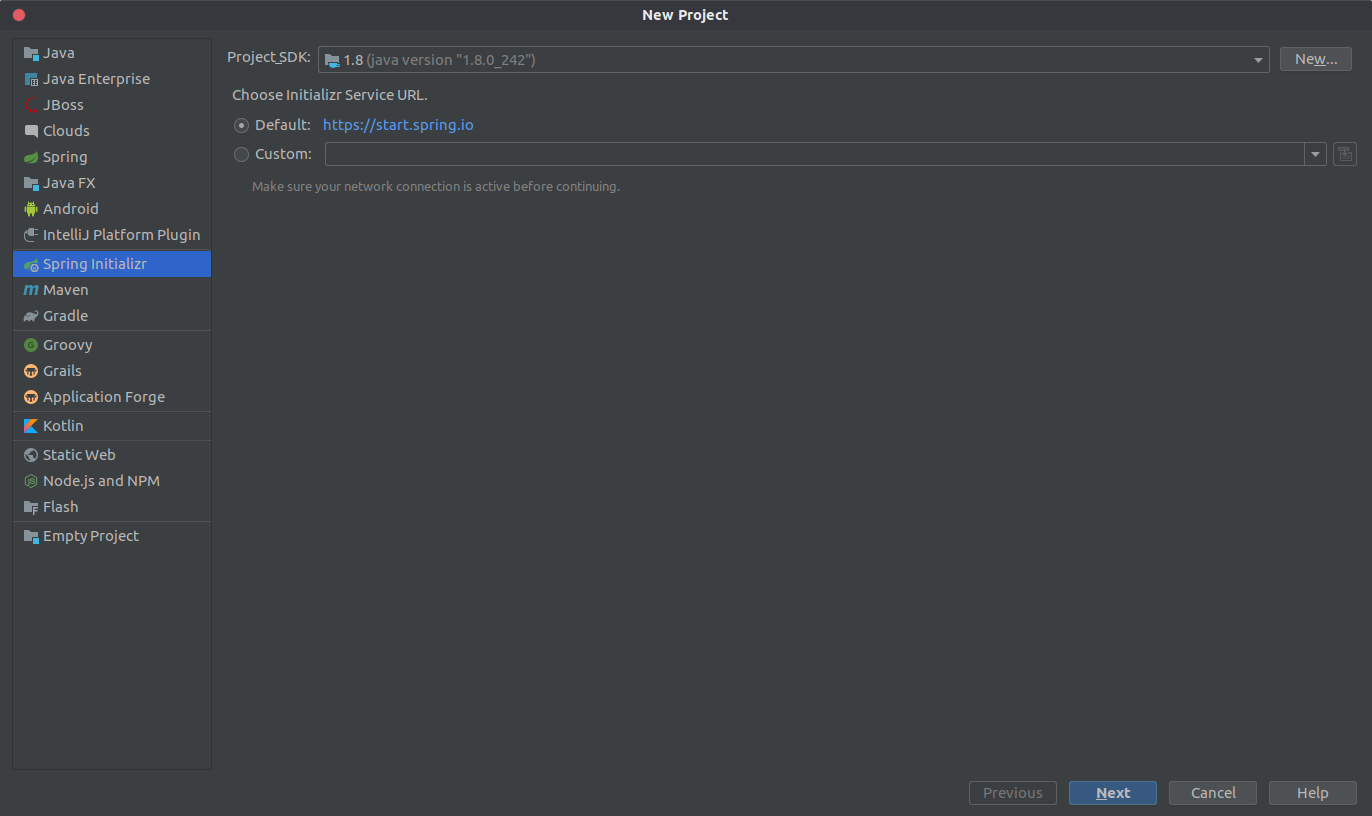 New Project
Java
Java Enterprise
JBoss
Clouds
Spring
Java FX
Android
IntelliJ Platform Plugin
Spring Initializr
Maven
Gradle
Groovy
Grails
Application Forge
Kotlin
Static Web
Node.js and NPM
Flash
Empty Project
Project SDK: 1.8 (java version "1.8.0_242") New...
Choose Initializr Service URL.
Default: https://start.spring.io
Custom:
Make sure your network connection is active before continuing.
Previous Next Cancel Help